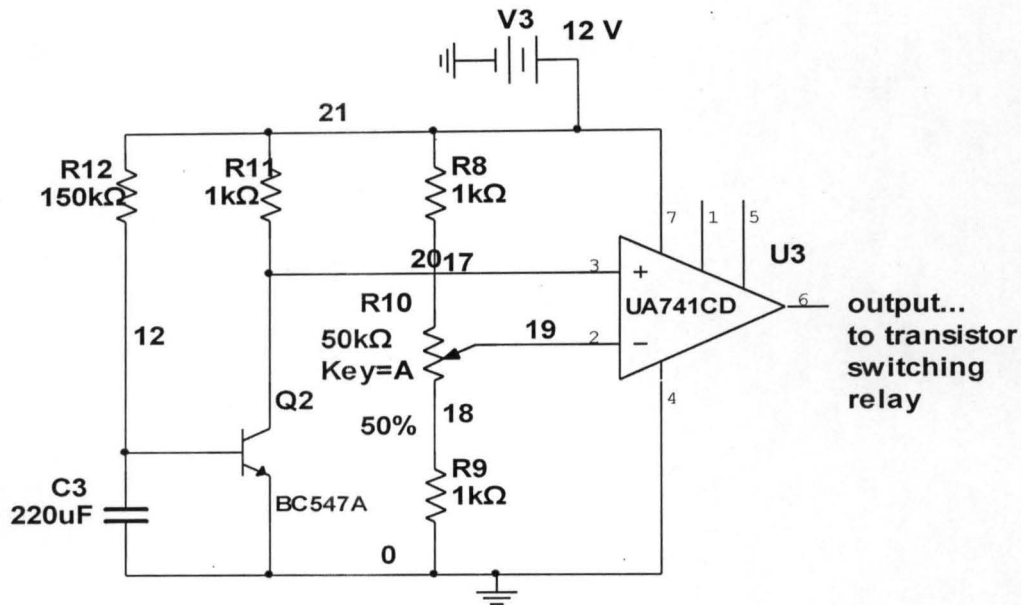 V3
12 V
21
R12
150kΩ
R11
1kΩ
R8
1kΩ
7
1
5
U3
2017
3
+
R10
UA741CD
6
output...
to transistor
switching
relay
12
50kΩ
19
2
−
Key=A
Q2
18
4
50%
R9
1kΩ
C3
220uF
BC547A
0